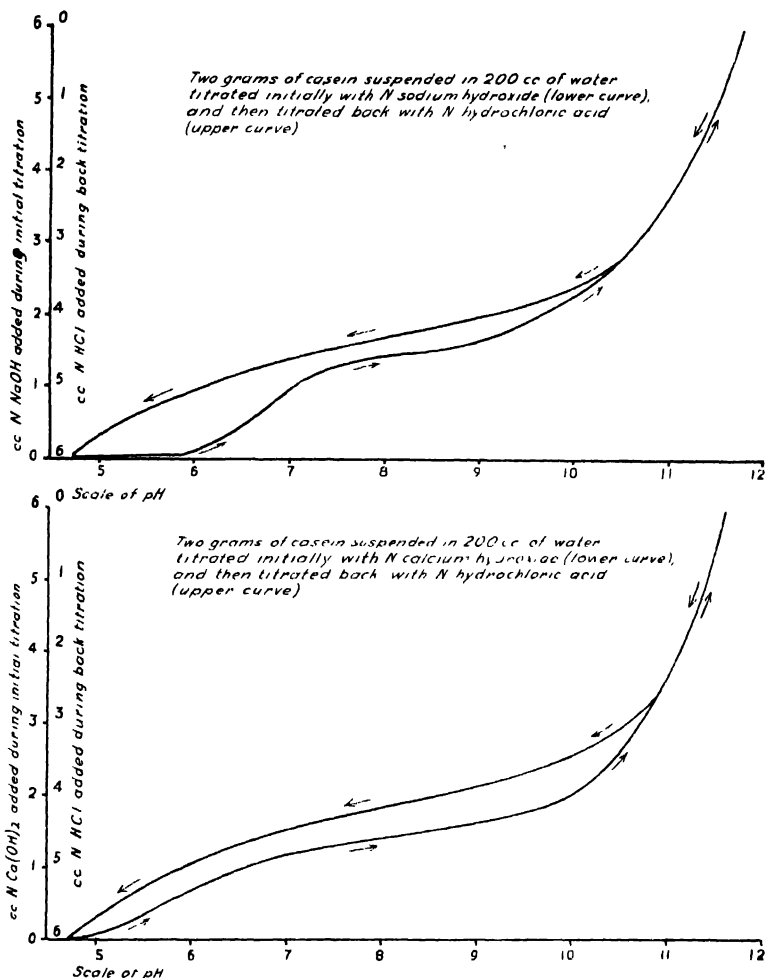 Two grams of casein suspended in 200 cc of water
titrated initially with N sodium hydroxide (lower curve),
and then titrated back with N hydrochloric acid
(upper curve)
cc N NaOH added during initial titration
cc N HCl added during back titration
6 0
5 1
4 2
3 3
2 4
1 5
0 6
5 6 7 8 9 10 11 12
Scale of pH
Two grams of casein suspended in 200 cc of water
titrated initially with N calcium (lower curve),
and then titrated back with N hydrochloric acid
(upper curve)
cc N Ca(OH)2 added during initial titration
cc N HCl added during back titration
6 0
5 1
4 2
3 3
2 4
1 5
0 6
5 6 7 8 9 10 11 12
Scale of pH